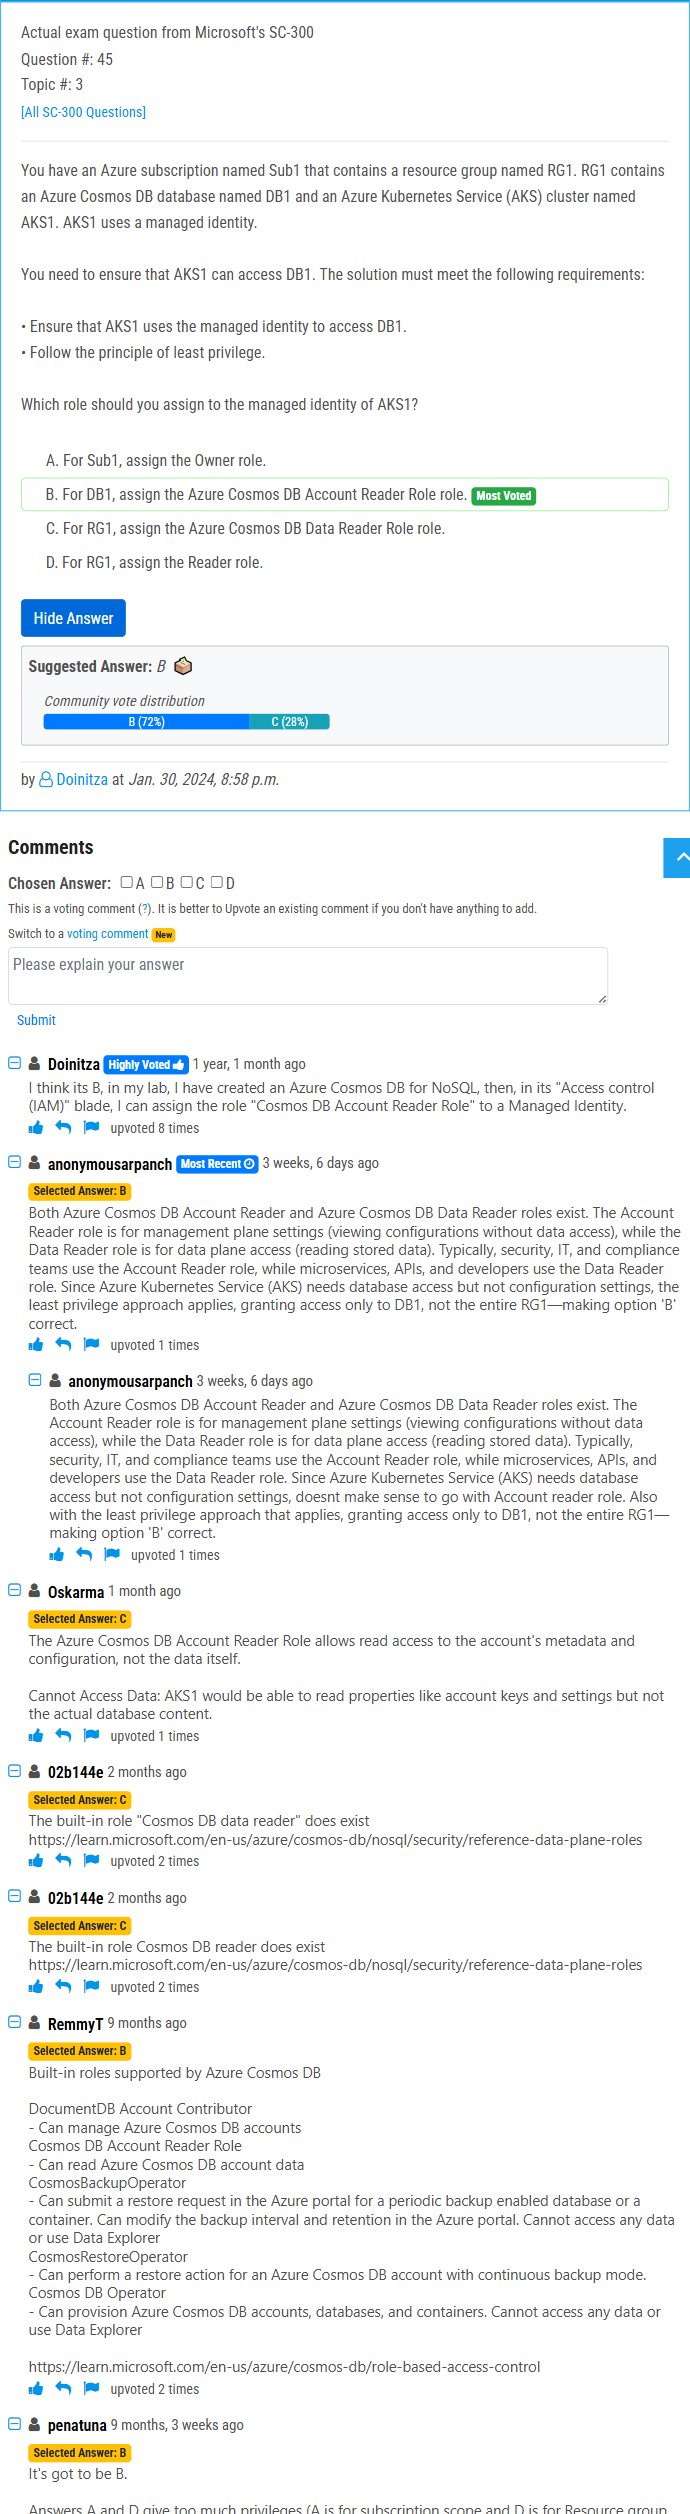 Actual exam question from Microsoft's SC-300
Question #: 45
Topic #: 3
[All SC-300 Questions]
You have an Azure subscription named Sub1 that contains a resource group named RG1. RG1 contains
an Azure Cosmos DB database named DB1 and an Azure Kubernetes Service (AKS) cluster named
AKS1. AKS1 uses a managed identity.
You need to ensure that AKS1 can access DB1. The solution must meet the following requirements:
• Ensure that AKS1 uses the managed identity to access DB1.
• Follow the principle of least privilege.
Which role should you assign to the managed identity of AKS1?
A. For Sub1, assign the Owner role.
B. For DB1, assign the Azure Cosmos DB Account Reader Role role. Most Voted
C. For RG1, assign the Azure Cosmos DB Data Reader Role role.
D. For RG1, assign the Reader role.
Hide Answer
Suggested Answer: B
Community vote distribution
B (72%) C (28%)
by Doinitza at Jan. 30, 2024, 8:58 p.m.
Comments
Chosen Answer: A B C D
This is a voting comment (?). It is better to Upvote an existing comment if you don't have anything to add.
Switch to a voting comment New
Please explain your answer
Submit
Doinitza Highly Voted 1 year, 1 month ago
I think its B, in my lab, I have created an Azure Cosmos DB for NoSQL, then, in its "Access control
(IAM)" blade, I can assign the role "Cosmos DB Account Reader Role" to a Managed Identity.
upvoted 8 times
anonymousarpanch Most Recent 3 weeks, 6 days ago
Selected Answer: B
Both Azure Cosmos DB Account Reader and Azure Cosmos DB Data Reader roles exist. The Account
Reader role is for management plane settings (viewing configurations without data access), while the
Data Reader role is for data plane access (reading stored data). Typically, security, IT, and compliance
teams use the Account Reader role, while microservices, APIs, and developers use the Data Reader
role. Since Azure Kubernetes Service (AKS) needs database access but not configuration settings, the
least privilege approach applies, granting access only to DB1, not the entire RG1—making option 'B'
correct.
upvoted 1 times
anonymousarpanch 3 weeks, 6 days ago
Both Azure Cosmos DB Account Reader and Azure Cosmos DB Data Reader roles exist. The
Account Reader role is for management plane settings (viewing configurations without data
access), while the Data Reader role is for data plane access (reading stored data). Typically,
security, IT, and compliance teams use the Account Reader role, while microservices, APIs, and
developers use the Data Reader role. Since Azure Kubernetes Service (AKS) needs database
access but not configuration settings, doesnt make sense to go with Account reader role. Also
with the least privilege approach that applies, granting access only to DB1, not the entire RG1—
making option 'B' correct.
upvoted 1 times
Oskarma 1 month ago
Selected Answer: C
The Azure Cosmos DB Account Reader Role allows read access to the account's metadata and
configuration, not the data itself.
Cannot Access Data: AKS1 would be able to read properties like account keys and settings but not
the actual database content.
upvoted 1 times
02b144e 2 months ago
Selected Answer: C
The built-in role "Cosmos DB data reader" does exist
https://learn.microsoft.com/en-us/azure/cosmos-db/nosql/security/reference-data-plane-roles
upvoted 2 times
02b144e 2 months ago
Selected Answer: C
The built-in role Cosmos DB reader does exist
https://learn.microsoft.com/en-us/azure/cosmos-db/nosql/security/reference-data-plane-roles
upvoted 2 times
RemmyT 9 months ago
Selected Answer: B
Built-in roles supported by Azure Cosmos DB
DocumentDB Account Contributor
- Can manage Azure Cosmos DB accounts
Cosmos DB Account Reader Role
- Can read Azure Cosmos DB account data
CosmosBackupOperator
- Can submit a restore request in the Azure portal for a periodic backup enabled database or a
container. Can modify the backup interval and retention in the Azure portal. Cannot access any data
or use Data Explorer
CosmosRestoreOperator
- Can perform a restore action for an Azure Cosmos DB account with continuous backup mode.
Cosmos DB Operator
- Can provision Azure Cosmos DB accounts, databases, and containers. Cannot access any data or
use Data Explorer
https://learn.microsoft.com/en-us/azure/cosmos-db/role-based-access-control
upvoted 2 times
penatuna 9 months, 3 weeks ago
Selected Answer: B
It's got to be B.
Answers A and D give too much privileges (A is for subscription scope and D is for Resource group